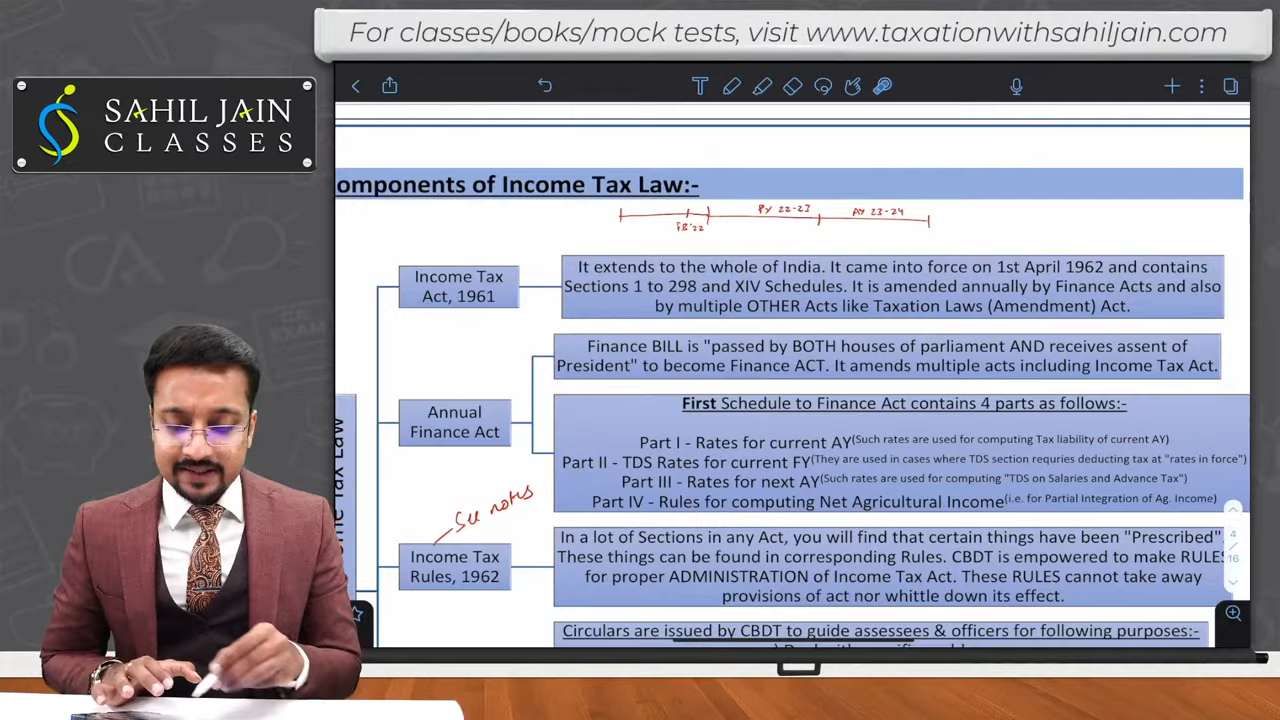 For classes/books/mock tests, visit www.taxationwithsahiljain.com
SAHIL JAIN
CLASSES
omponents of Income Tax Law:-
PY 22-23
AY 23-24
FB'22
Income Tax
Act, 1961
It extends to the whole of India. It came into force on 1st April 1962 and contains
Sections 1 to 298 and XIV Schedules. It is amended annually by Finance Acts and also
by multiple OTHER Acts like Taxation Laws (Amendment) Act.
Finance BILL is "passed by BOTH houses of parliament AND receives assent of
President" to become Finance ACT. It amends multiple acts including Income Tax Act.
Annual
Finance Act
First Schedule to Finance Act contains 4 parts as follows:-
Part I - Rates for current AY(Such rates are used for computing Tax liability of current AY)
Part II - TDS Rates for current FY(They are used in cases where TDS section requries deducting tax at "rates in force")
Part III - Rates for next AY(Such rates are used for computing "TDS on Salaries and Advance Tax")
Part IV - Rules for computing Net Agricultural Income(i.e. for Partial Integration of Ag. Income)
See notes
Income Tax
Rules, 1962
In a lot of Sections in any Act, you will find that certain things have been "Prescribed".
These things can be found in corresponding Rules. CBDT is empowered to make RULES
for proper ADMINISTRATION of Income Tax Act. These RULES cannot take away
provisions of act nor whittle down its effect.
Circulars are issued by CBDT to guide assessees & officers for following purposes:-
me Tax Law
4
/
16